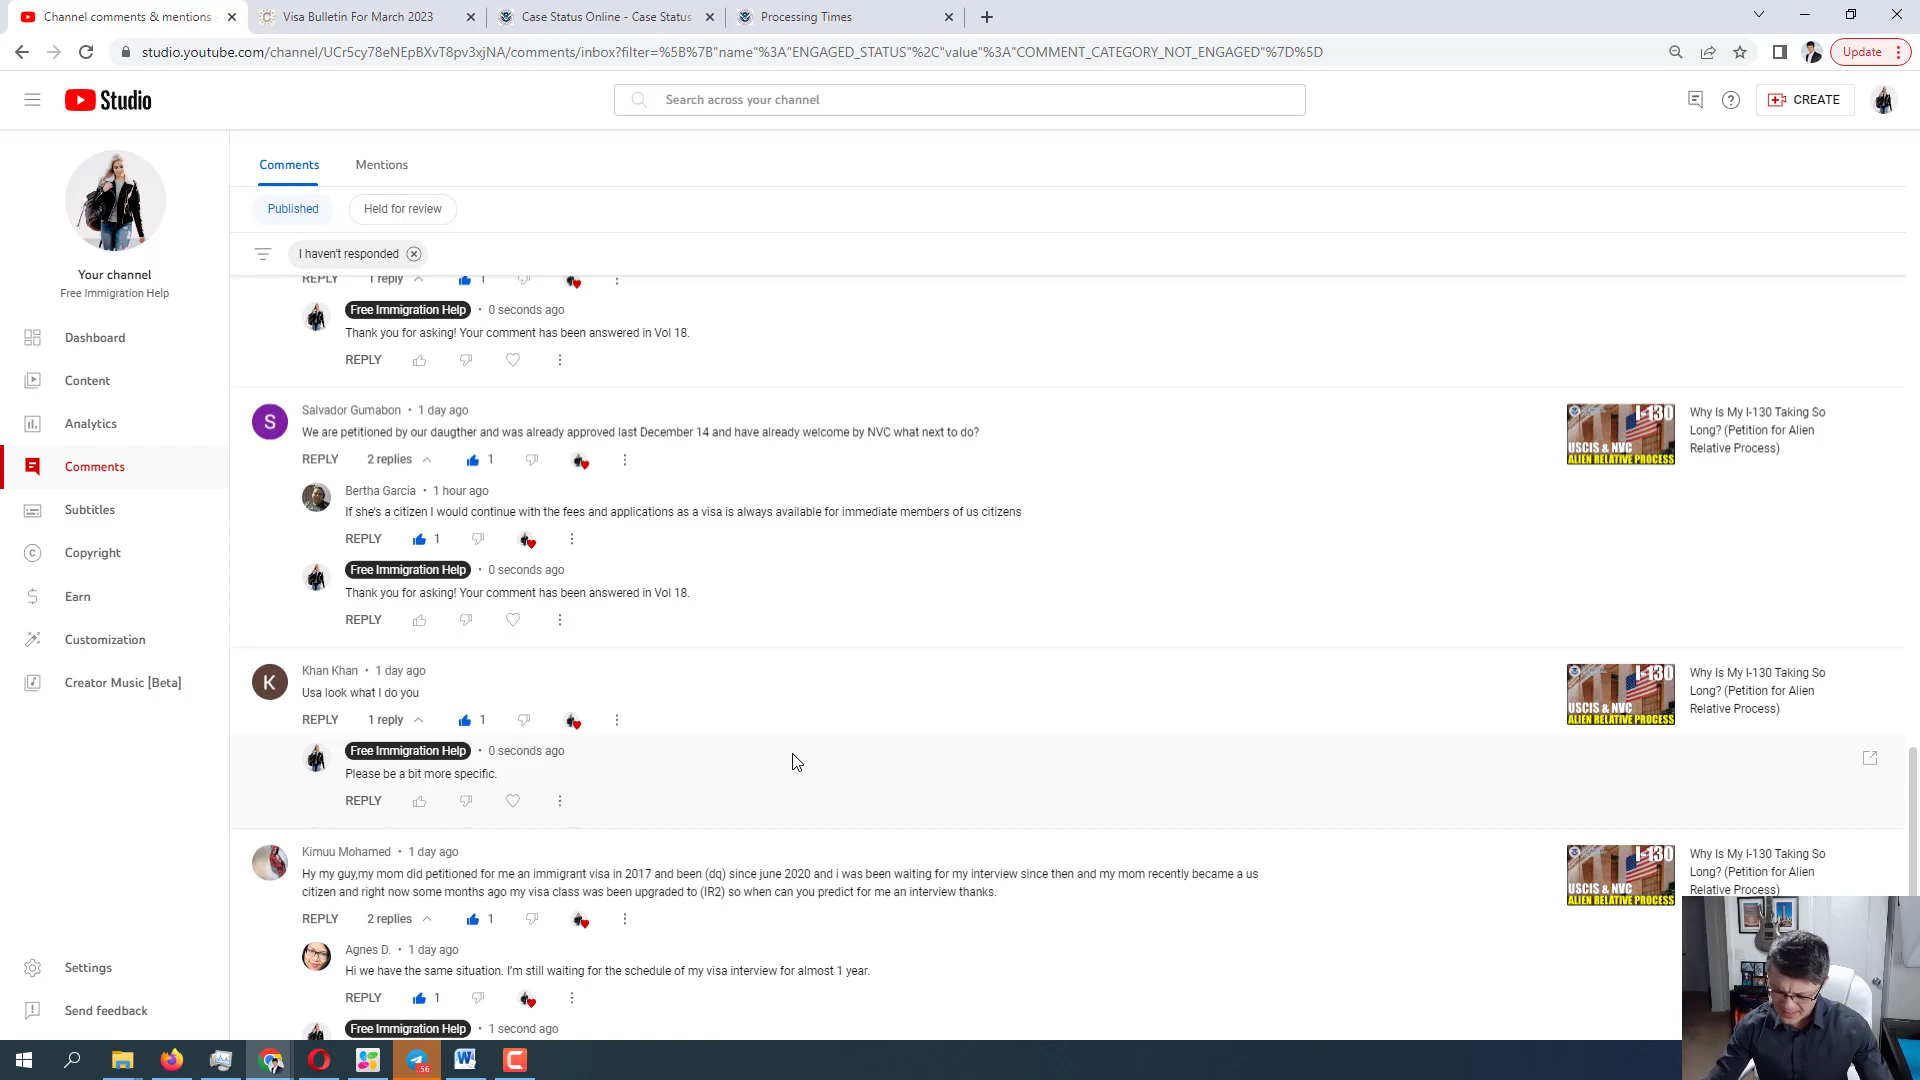 Channel comments & mentions
Visa Bulletin For March 2023
Case Status Online - Case Status
Processing Times
studio.youtube.com/channel/UCr5cy78eNEpBXvT8pv3xjNA/comments/inbox?filter=%5B%7B"name"%3A"ENGAGED_STATUS"%2C"value"%3A"COMMENT_CATEGORY_NOT_ENGAGED"%7D%5D
Update
Studio
Search across your channel
CREATE
Your channel
Free Immigration Help
Dashboard
Content
Analytics
Comments
Subtitles
Copyright
Earn
Customization
Creator Music [Beta]
Settings
Send feedback
Comments
Mentions
Published
Held for review
I haven't responded
REPLY 1 reply 1
Free Immigration Help • 0 seconds ago
Thank you for asking! Your comment has been answered in Vol 18.
REPLY
S
Salvador Gumabon • 1 day ago
We are petitioned by our daugther and was already approved last December 14 and have already welcome by NVC what next to do?
REPLY 2 replies 1
Bertha Garcia • 1 hour ago
If she's a citizen I would continue with the fees and applications as a visa is always available for immediate members of us citizens
REPLY 1
Free Immigration Help • 0 seconds ago
Thank you for asking! Your comment has been answered in Vol 18.
REPLY
I-130
USCIS & NVC
ALIEN RELATIVE PROCESS
Why Is My I-130 Taking So
Long? (Petition for Alien
Relative Process)
K
Khan Khan • 1 day ago
Usa look what I do you
REPLY 1 reply 1
Free Immigration Help • 0 seconds ago
Please be a bit more specific.
REPLY
I-130
USCIS & NVC
ALIEN RELATIVE PROCESS
Why Is My I-130 Taking So
Long? (Petition for Alien
Relative Process)
Kimuu Mohamed • 1 day ago
Hy my guy,my mom did petitioned for me an immigrant visa in 2017 and been (dq) since june 2020 and i was been waiting for my interview since then and my mom recently became a us
citizen and right now some months ago my visa class was been upgraded to (IR2) so when can you predict for me an interview thanks.
REPLY 2 replies 1
Agnes D. • 1 day ago
Hi we have the same situation. I'm still waiting for the schedule of my visa interview for almost 1 year.
REPLY 1
Free Immigration Help • 1 second ago
I-130
USCIS & NVC
ALIEN RELATIVE PROCESS
Why Is My I-130 Taking So
Long? (Petition for Alien
Relative Process)
56